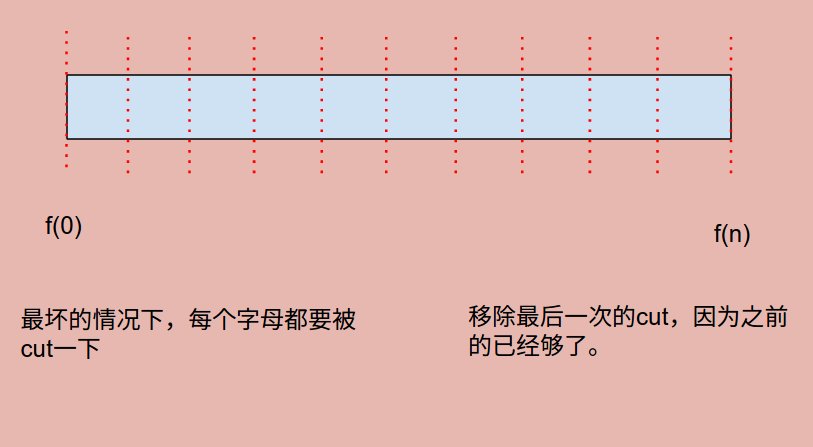 f(0)
f(n)
最坏的情况下，每个字母都要被
cut一下
移除最后一次的cut，因为之前
的已经够了。